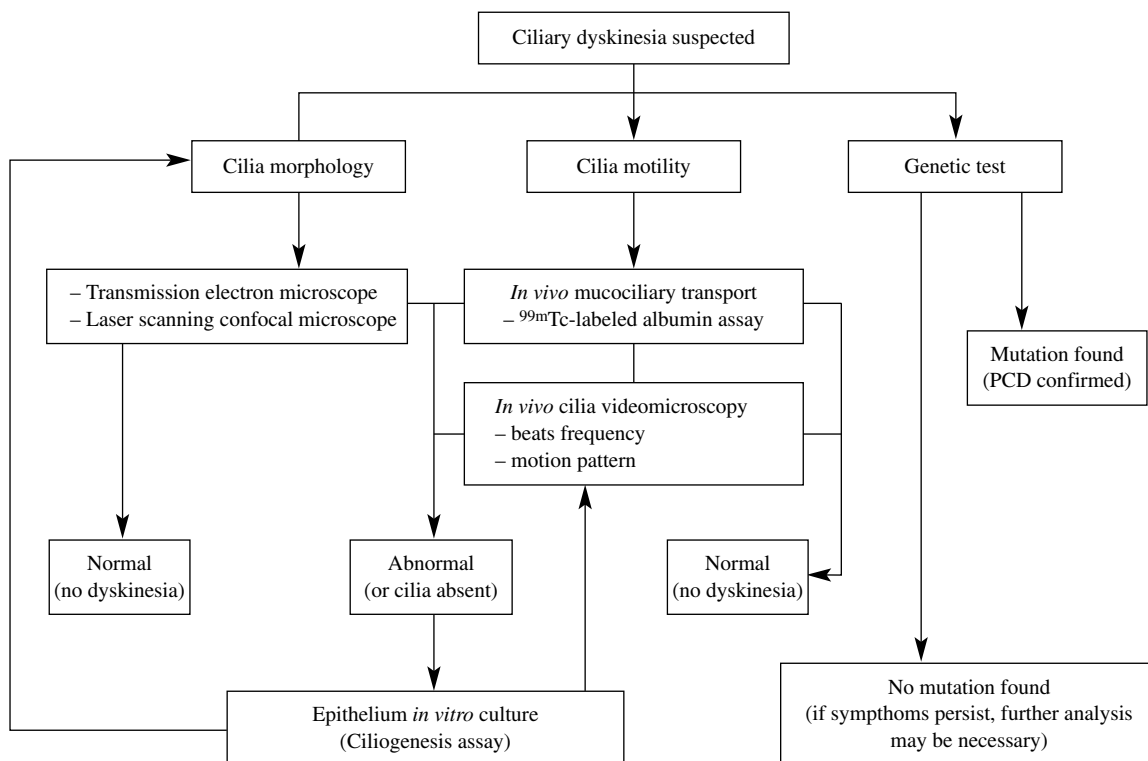 Ciliary dyskinesia suspected
Cilia morphology
Cilia motility
Genetic test
– Transmission electron microscope
– Laser scanning confocal microscope
In vivo mucociliary transport
– 99mTc-labeled albumin assay
Mutation found
(PCD confirmed)
In vivo cilia videomicroscopy
– beats frequency
– motion pattern
Normal
(no dyskinesia)
Abnormal
(or cilia absent)
Normal
(no dyskinesia)
Epithelium in vitro culture
(Ciliogenesis assay)
No mutation found
(if sympthoms persist, further analysis
may be necessary)